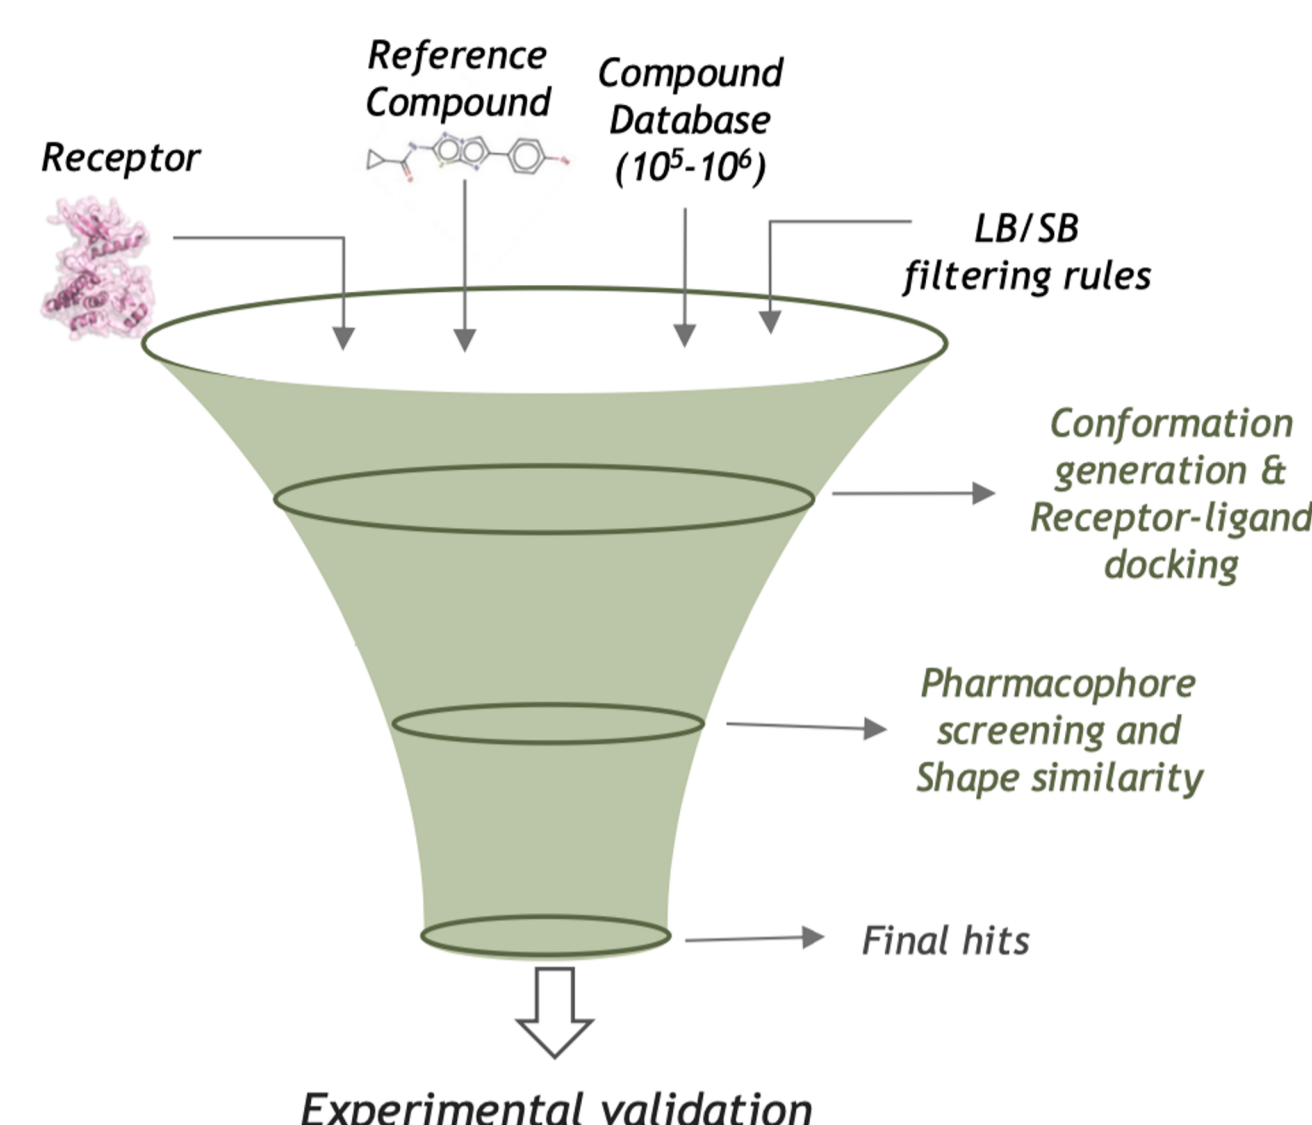 Reference
Compound
Compound
Database
(10⁵-10⁶)
Receptor
LB/SB
filtering rules
Conformation
generation &
Receptor-ligand
docking
Pharmacophore
screening and
Shape similarity
Final hits
Experimental validation